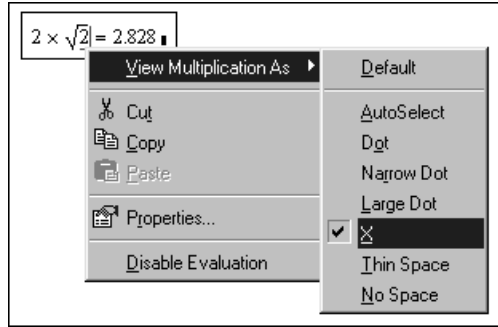 2 × √2 = 2.828
View Multiplication As
Cut
Copy
Paste
Properties...
Disable Evaluation
Default
AutoSelect
Dot
Narrow Dot
Large Dot
X
Thin Space
No Space